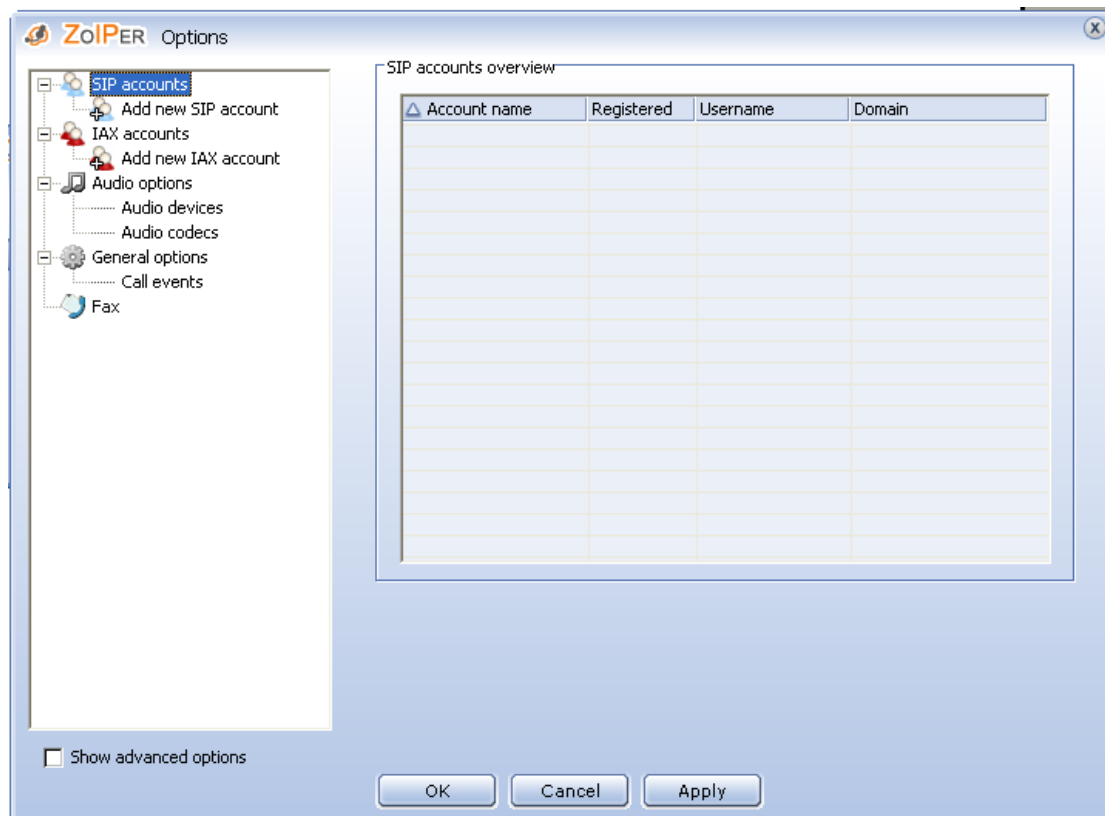 ZoIPER Options
SIP accounts
Add new SIP account
IAX accounts
Add new IAX account
Audio options
Audio devices
Audio codecs
General options
Call events
Fax
Show advanced options
SIP accounts overview
Account name Registered Username Domain
OK Cancel Apply